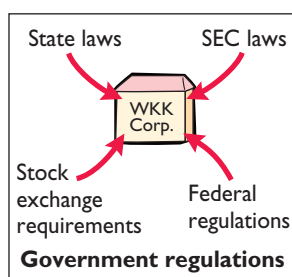 State laws
SEC laws
WKK
Corp.
Stock
exchange
requirements
Federal
regulations
Government regulations